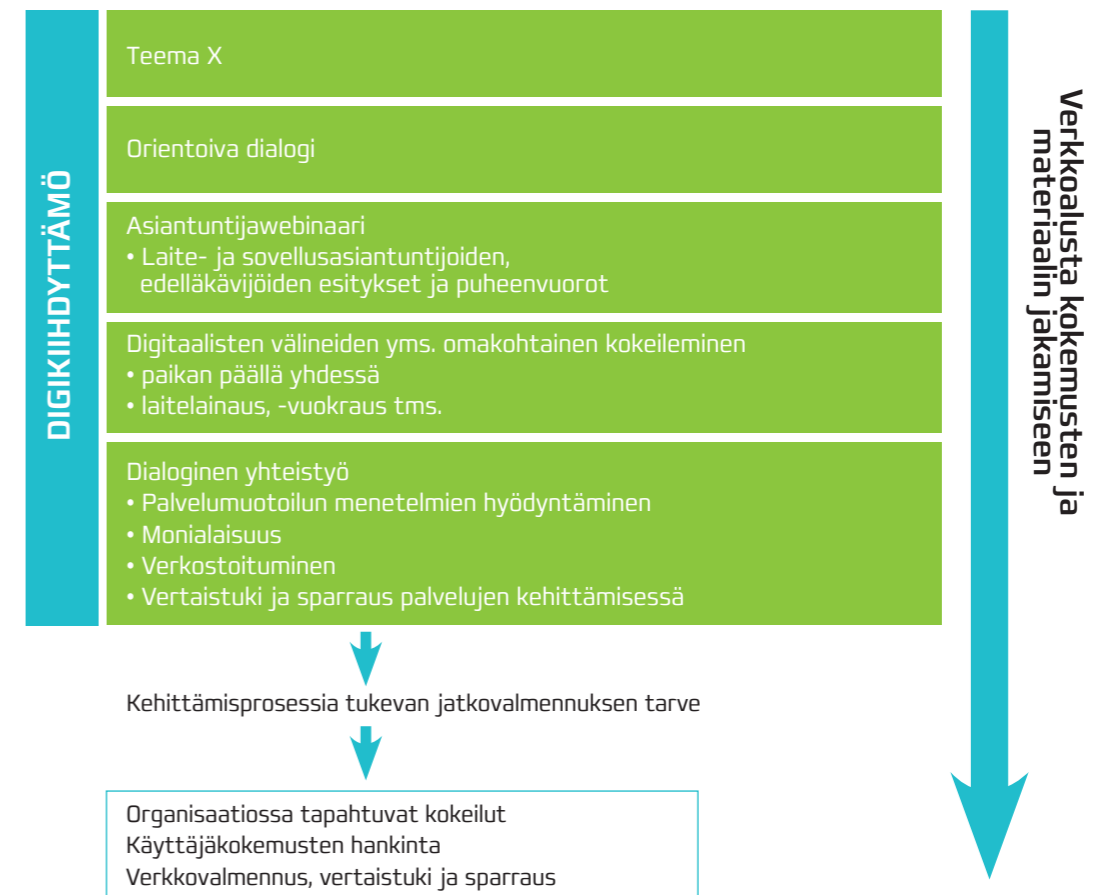 DIGIKIIHDYTTÄMÖ
Teema X
Orientoiva dialogi
Asiantuntijawebinaari
• Laite- ja sovellusasiantuntijoiden,
edelläkävijöiden esitykset ja puheenvuorot
Digitaalisten välineiden yms. omakohtainen kokeileminen
• paikan päällä yhdessä
• laitelainaus, -vuokraus tms.
Dialoginen yhteistyö
• Palvelumuotoilun menetelmien hyödyntäminen
• Monialaisuus
• Verkostoituminen
• Vertaistuki ja sparraus palvelujen kehittämisessä
Kehittämisprosessia tukevan jatkovalmennuksen tarve
Organisaatiossa tapahtuvat kokeilut
Käyttäjäkokemusten hankinta
Verkkovalmennus, vertaistuki ja sparraus
Verkkoalusta kokemusten ja
materiaalin jakamiseen